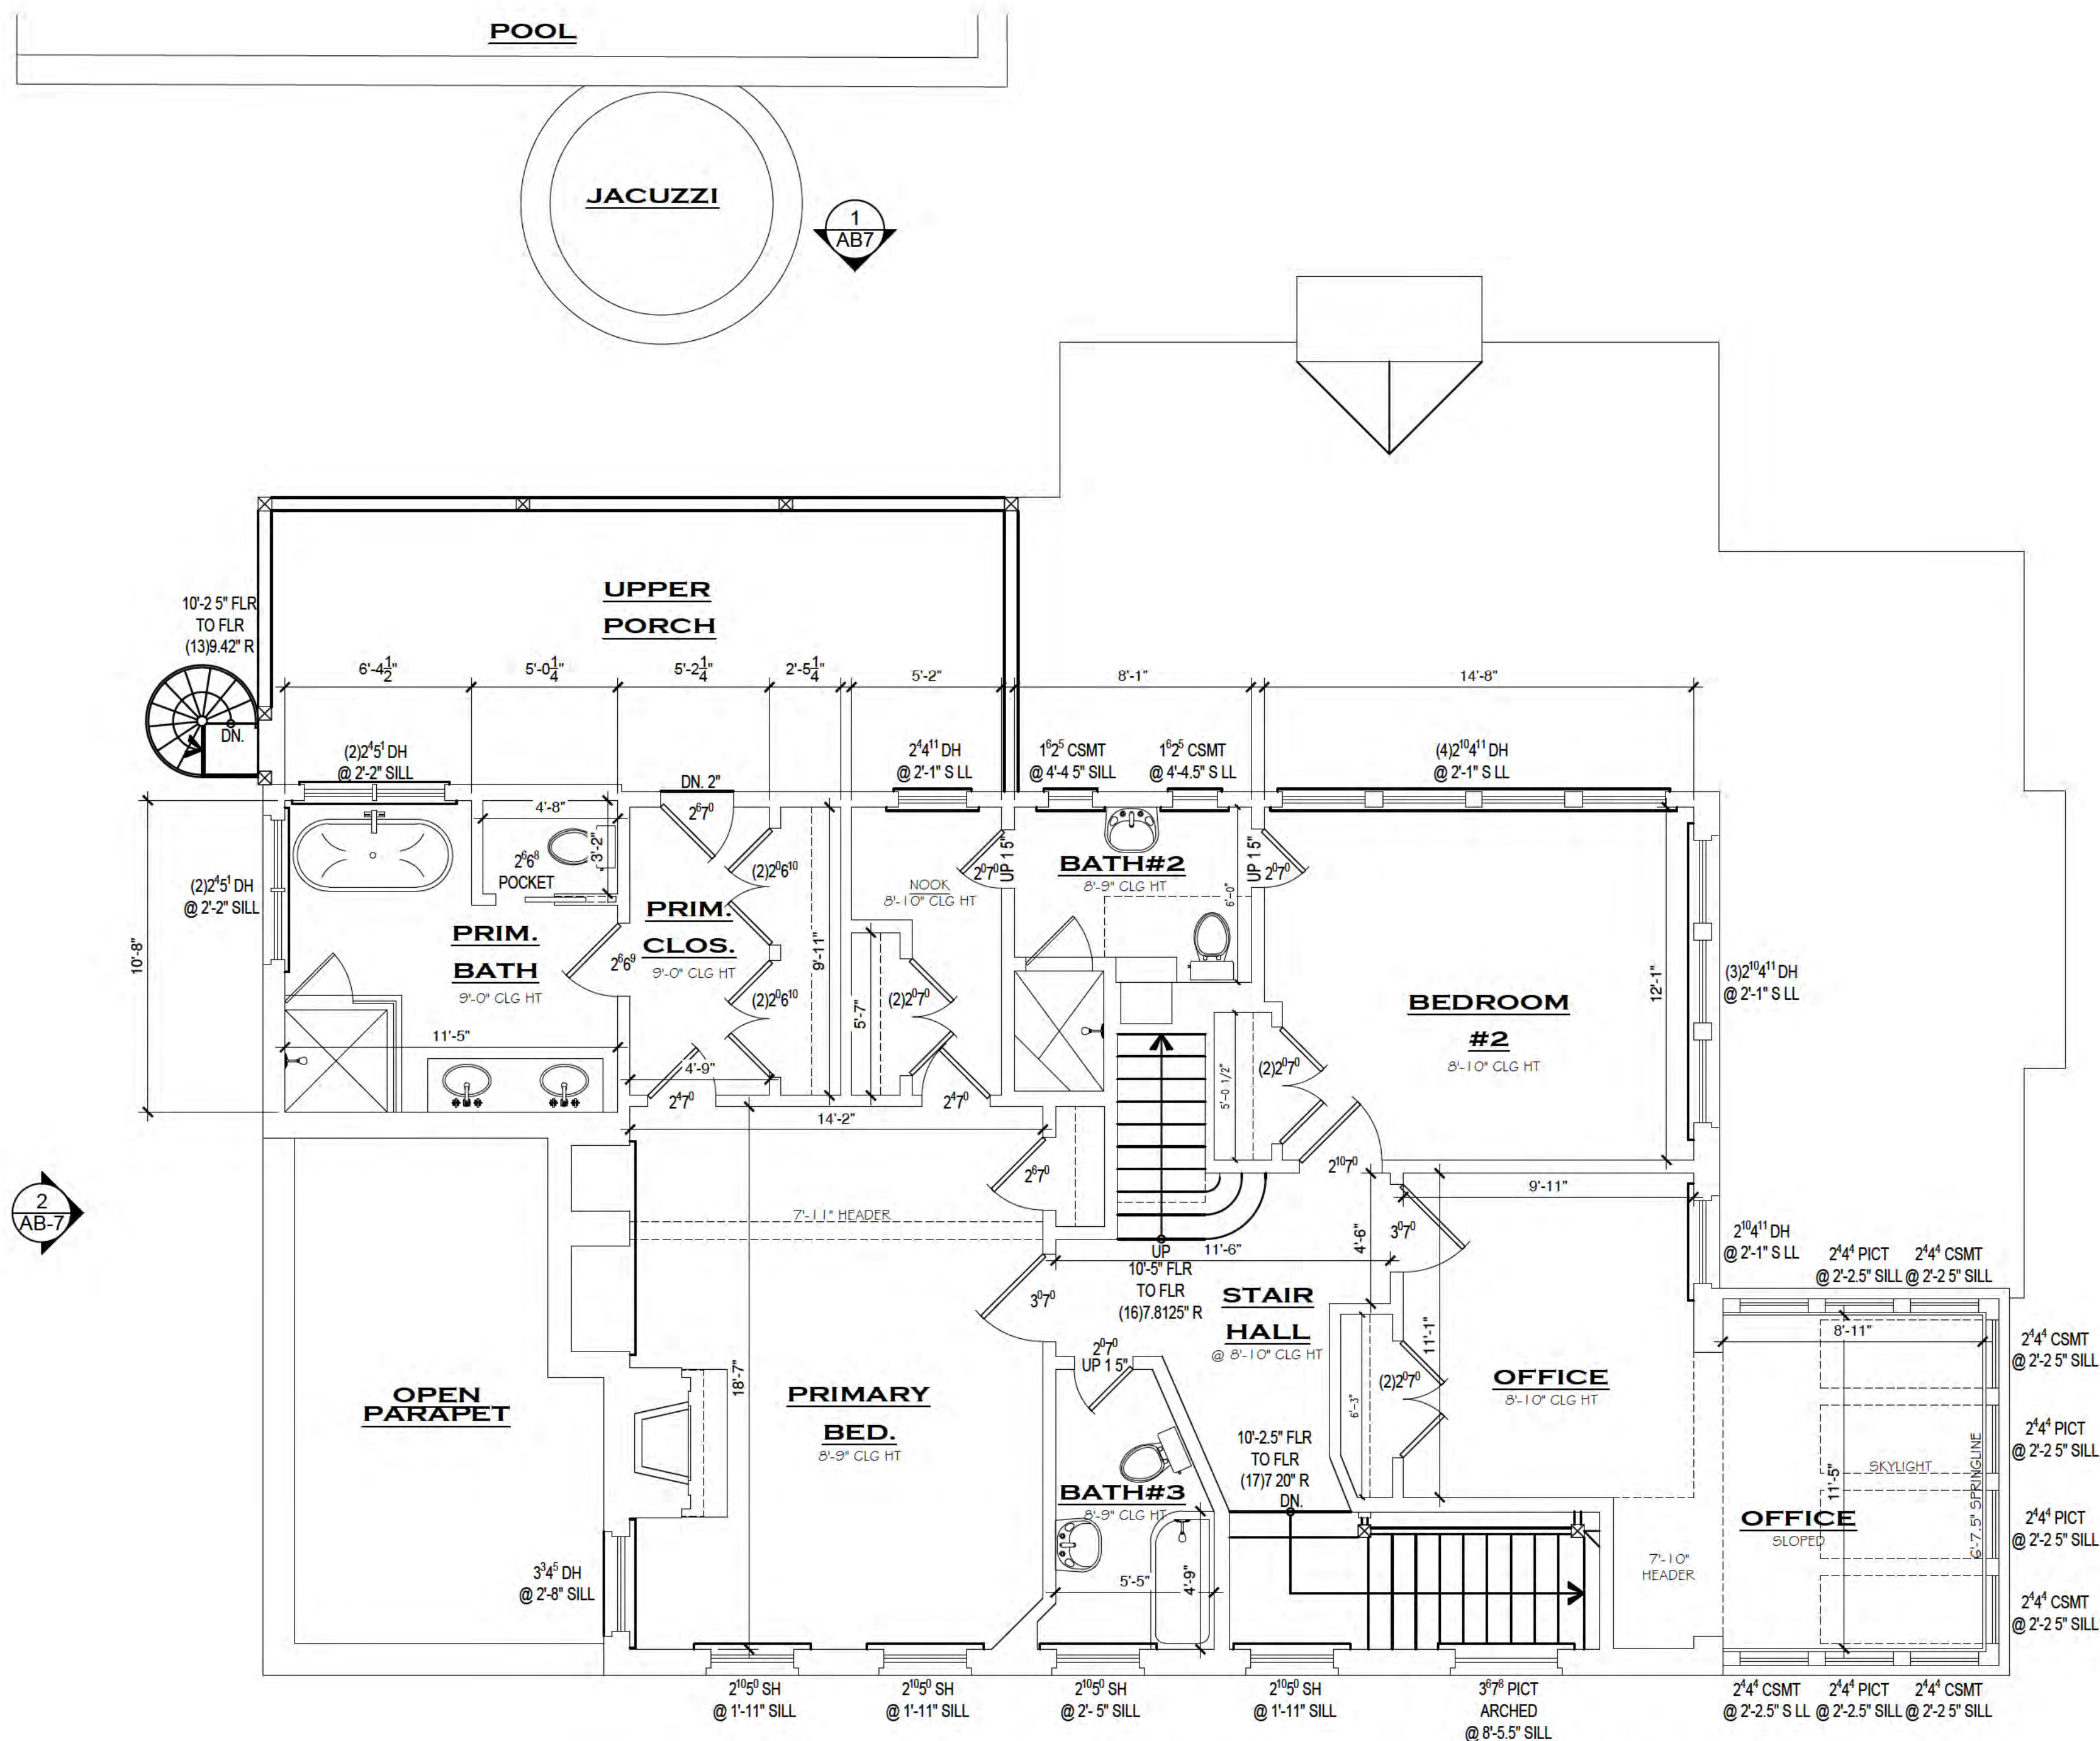 POOL
JACUZZI
1
AB7
UPPER
PORCH
10'-2 5" FLR
TO FLR
(13)9.42" R
DN.
6'-4 1/2"
5'-0 1/4"
5'-2 1/4"
2'-5 1/4"
5'-2"
8'-1"
14'-8"
(2)2⁴5¹ DH
@ 2'-2" SILL
DN. 2"
2⁴4¹¹ DH
@ 2'-1" S LL
1⁶2⁵ CSMT
@ 4'-4 5" SILL
1⁶2⁵ CSMT
@ 4'-4.5" S LL
(4)2¹⁰4¹¹ DH
@ 2'-1" S LL
4'-8"
3'-2"
2⁶6⁸
POCKET
2⁶7⁰
(2)2⁰6¹⁰
(2)2⁴5¹ DH
@ 2'-2" SILL
10'-8"
PRIM.
BATH
9'-0" CLG HT
11'-5"
2⁶6⁹
PRIM.
CLOS.
9'-0" CLG HT
(2)2⁰6¹⁰
9'-11"
4'-9"
2⁴7⁰
NOOK
8'-10" CLG HT
2⁰7⁰
UP 1 5"
5'-7"
(2)2⁰7⁰
2⁴7⁰
BATH#2
8'-9" CLG HT
6'-0"
UP 1 5"
2⁰7⁰
BEDROOM
#2
8'-10" CLG HT
12'-1"
(3)2¹⁰4¹¹ DH
@ 2'-1" S LL
5'-0 1/2"
(2)2⁰7⁰
2¹⁰7⁰
14'-2"
2⁶7⁰
7'-11" HEADER
2
AB-7
3⁰7⁰
UP
10'-5" FLR
TO FLR
(16)7.8125" R
11'-6"
4'-6"
3⁰7⁰
9'-11"
2¹⁰4¹¹ DH
@ 2'-1" S LL
2⁴4⁴ PICT
@ 2'-2.5" SILL
2⁴4⁴ CSMT
@ 2'-2 5" SILL
STAIR
HALL
@ 8'-10" CLG HT
2⁰7⁰
UP 1 5"
OPEN
PARAPET
PRIMARY
BED.
8'-9" CLG HT
18'-7"
6'-3"
(2)2⁰7⁰
11'-1"
OFFICE
8'-10" CLG HT
8'-11"
2⁴4⁴ CSMT
@ 2'-2 5" SILL
2⁴4⁴ PICT
@ 2'-2 5" SILL
10'-2.5" FLR
TO FLR
(17)7 20" R
DN.
BATH#3
8'-9" CLG HT
5'-5"
4'-9"
11'-5"
SKYLIGHT
6'-7.5" SPRINGLINE
OFFICE
SLOPED
2⁴4⁴ PICT
@ 2'-2 5" SILL
7'-10"
HEADER
3³4⁵ DH
@ 2'-8" SILL
2⁴4⁴ CSMT
@ 2'-2 5" SILL
2¹⁰5⁰ SH
@ 1'-11" SILL
2¹⁰5⁰ SH
@ 1'-11" SILL
2¹⁰5⁰ SH
@ 2'- 5" SILL
2¹⁰5⁰ SH
@ 1'-11" SILL
3⁸7⁸ PICT
ARCHED
@ 8'-5.5" SILL
2⁴4⁴ CSMT
@ 2'-2.5" S LL
2⁴4⁴ PICT
@ 2'-2.5" SILL
2⁴4⁴ CSMT
@ 2'-2 5" SILL